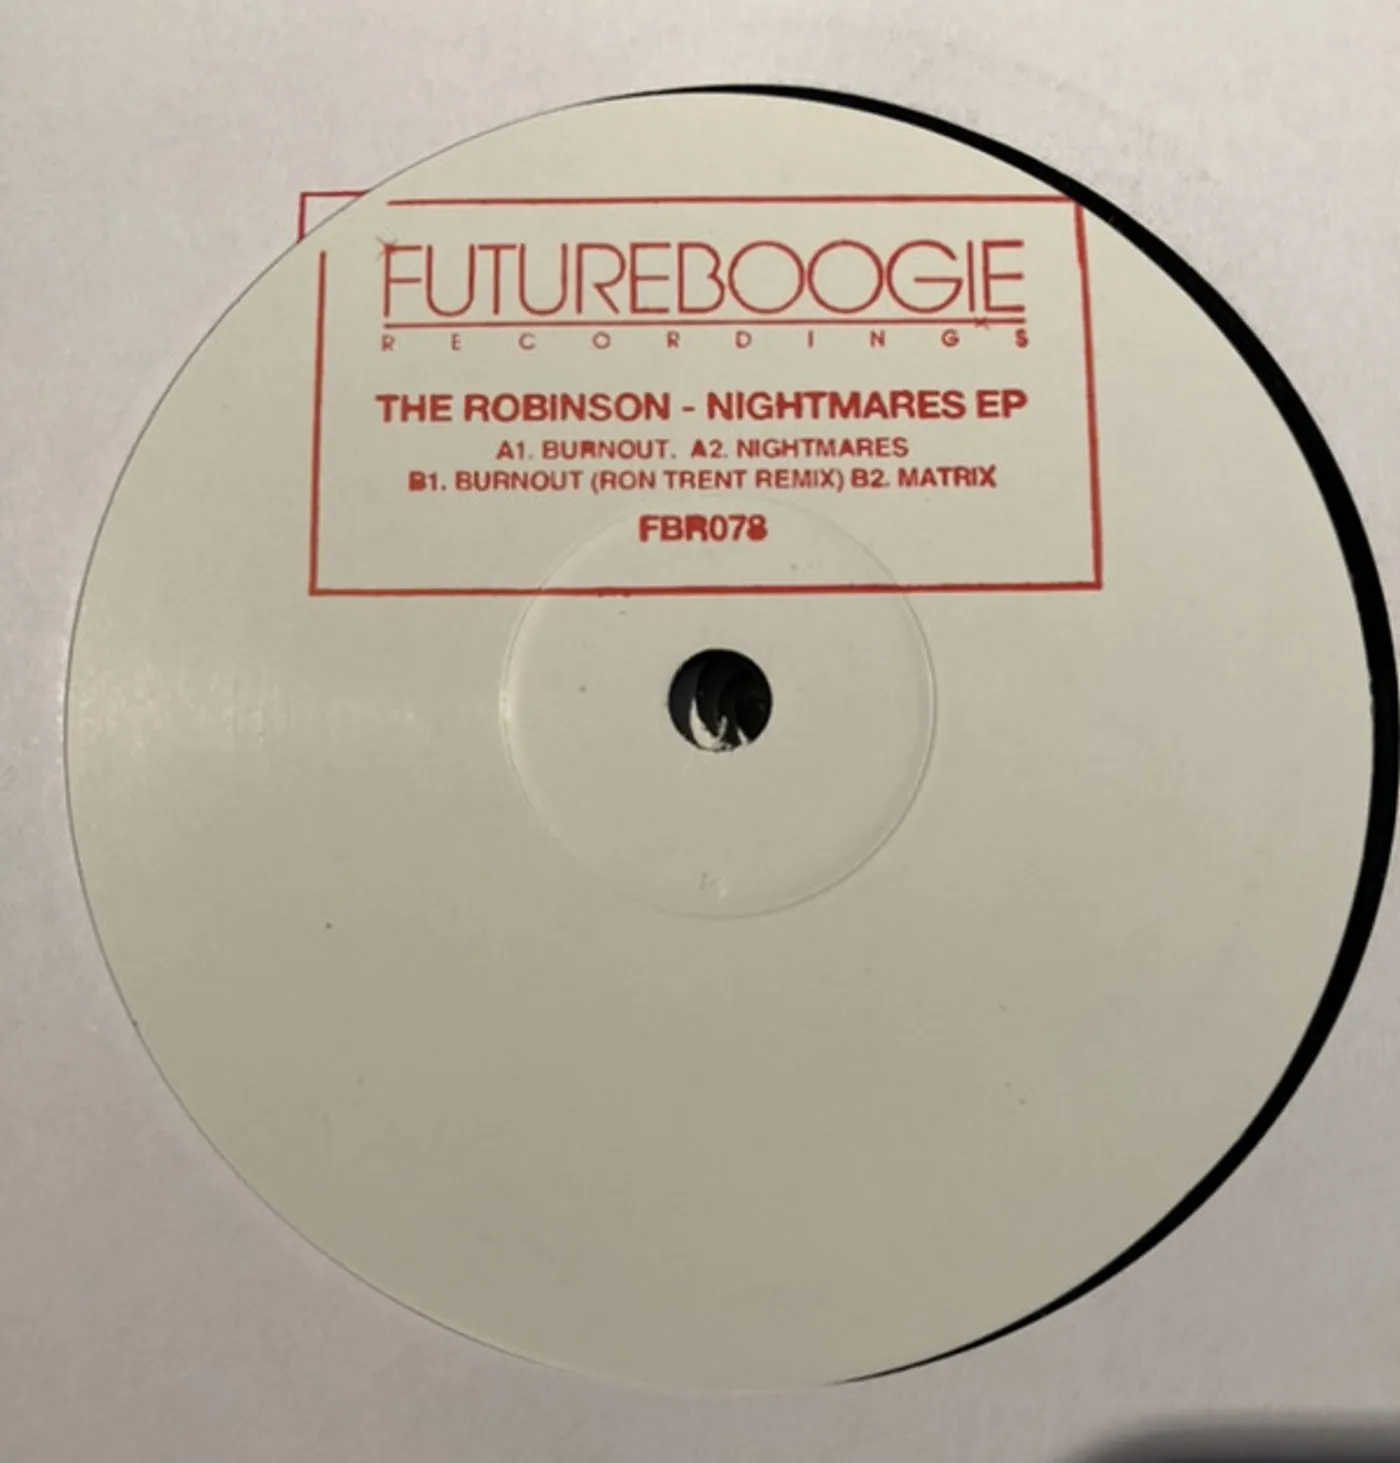 FUTUREBOOGIE
RECORDINGS
THE ROBINSON - NIGHTMARES EP
A1. BURNOUT. A2. NIGHTMARES
B1. BURNOUT (RON TRENT REMIX) B2. MATRIX
FBR078